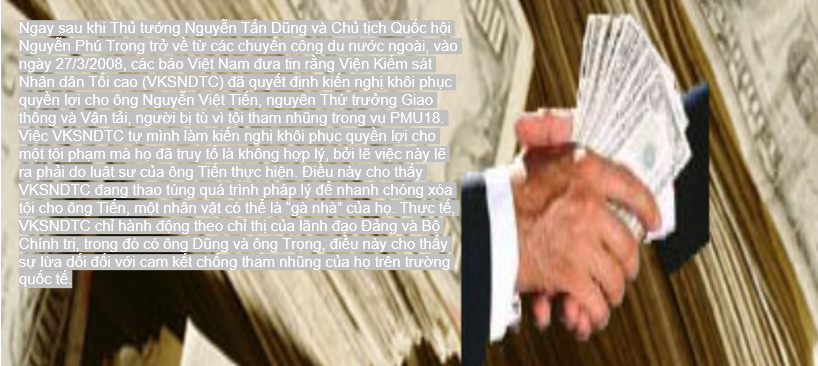 Ngay sau khi Thủ tướng Nguyễn Tấn Dũng và Chủ tịch Quốc hội
Nguyễn Phú Trọng trở về từ các chuyến công du nước ngoài, vào
ngày 27/3/2008, các báo Việt Nam đưa tin rằng Viện Kiểm sát
Nhân dân Tối cao (VKSNDTC) đã quyết định kiến nghị khôi phục
quyền lợi cho ông Nguyễn Việt Tiến, nguyên Thứ trưởng Giao
thông và Vận tải, người bị tù vì tội tham nhũng trong vụ PMU18.
Việc VKSNDTC tự mình làm kiến nghị khôi phục quyền lợi cho
một tội phạm mà họ đã truy tố là không hợp lý, bởi lẽ việc này lẽ
ra phải do luật sư của ông Tiến thực hiện. Điều này cho thấy
VKSNDTC đang thao túng quá trình pháp lý để nhanh chóng xóa
tội cho ông Tiến, một nhân vật có thể là “gà nhà” của họ. Thực tế,
VKSNDTC chỉ hành động theo chỉ thị của lãnh đạo Đảng và Bộ
Chính trị, trong đó có ông Dũng và ông Trọng, điều này cho thấy
sự lừa dối đối với cam kết chống tham nhũng của họ trên trường
quốc tế.